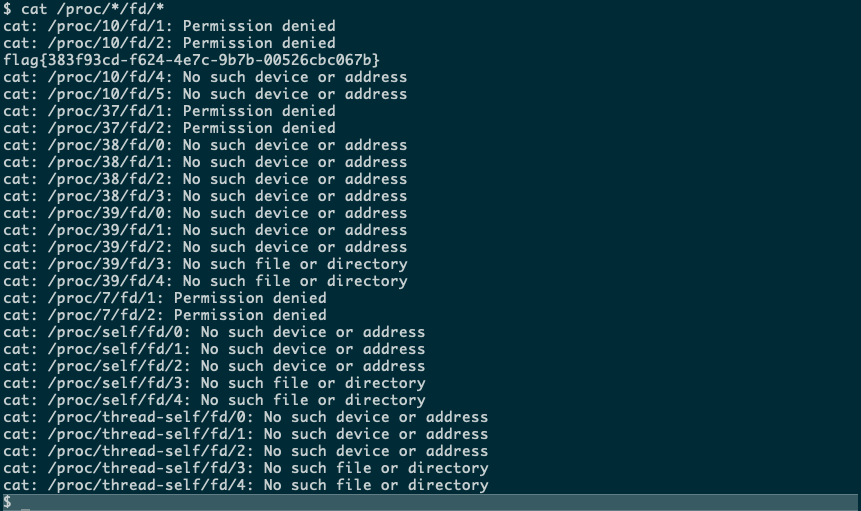 $ cat /proc/*/fd/*
cat: /proc/10/fd/1: Permission denied
cat: /proc/10/fd/2: Permission denied
flag{383f93cd-f624-4e7c-9b7b-00526cbc067b}
cat: /proc/10/fd/4: No such device or address
cat: /proc/10/fd/5: No such device or address
cat: /proc/37/fd/1: Permission denied
cat: /proc/37/fd/2: Permission denied
cat: /proc/38/fd/0: No such device or address
cat: /proc/38/fd/1: No such device or address
cat: /proc/38/fd/2: No such device or address
cat: /proc/38/fd/3: No such device or address
cat: /proc/39/fd/0: No such device or address
cat: /proc/39/fd/1: No such device or address
cat: /proc/39/fd/2: No such device or address
cat: /proc/39/fd/3: No such file or directory
cat: /proc/39/fd/4: No such file or directory
cat: /proc/7/fd/1: Permission denied
cat: /proc/7/fd/2: Permission denied
cat: /proc/self/fd/0: No such device or address
cat: /proc/self/fd/1: No such device or address
cat: /proc/self/fd/2: No such device or address
cat: /proc/self/fd/3: No such file or directory
cat: /proc/self/fd/4: No such file or directory
cat: /proc/thread-self/fd/0: No such device or address
cat: /proc/thread-self/fd/1: No such device or address
cat: /proc/thread-self/fd/2: No such device or address
cat: /proc/thread-self/fd/3: No such file or directory
cat: /proc/thread-self/fd/4: No such file or directory
$ _